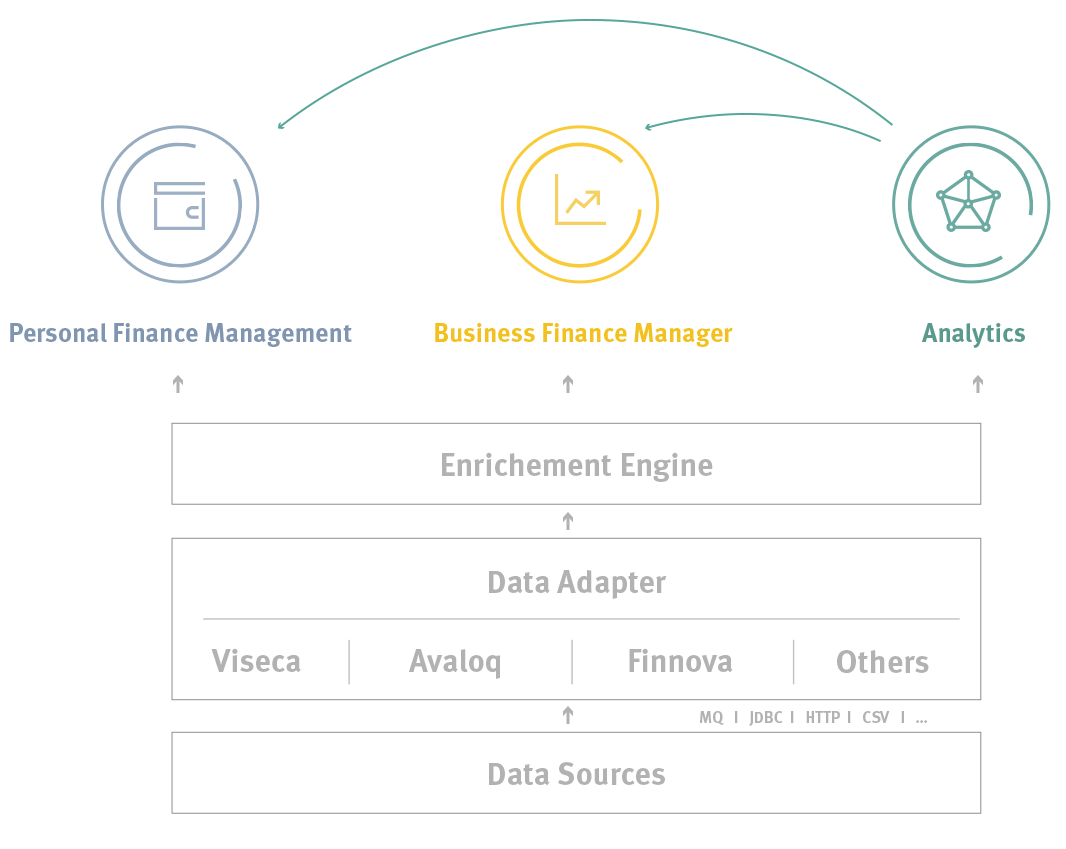 Personal Finance Management
Business Finance Manager
Analytics
Enrichement Engine
Data Adapter
Viseca | Avaloq | Finnova | Others
MQ | JDBC | HTTP | CSV | ...
Data Sources